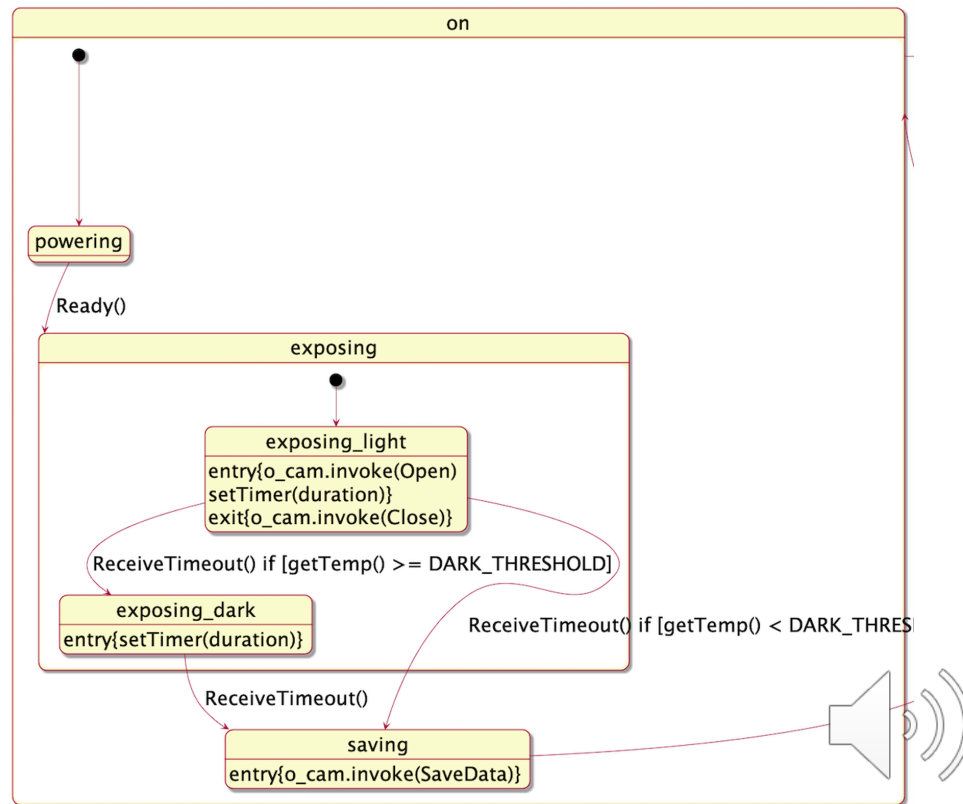 on
powering
Ready()
exposing
exposing_light
entry{o_cam.invoke(Open)
setTimer(duration)}
exit{o_cam.invoke(Close)}
ReceiveTimeout() if [getTemp() >= DARK_THRESHOLD]
exposing_dark
entry{setTimer(duration)}
ReceiveTimeout() if [getTemp() < DARK_THRES
ReceiveTimeout()
saving
entry{o_cam.invoke(SaveData)}